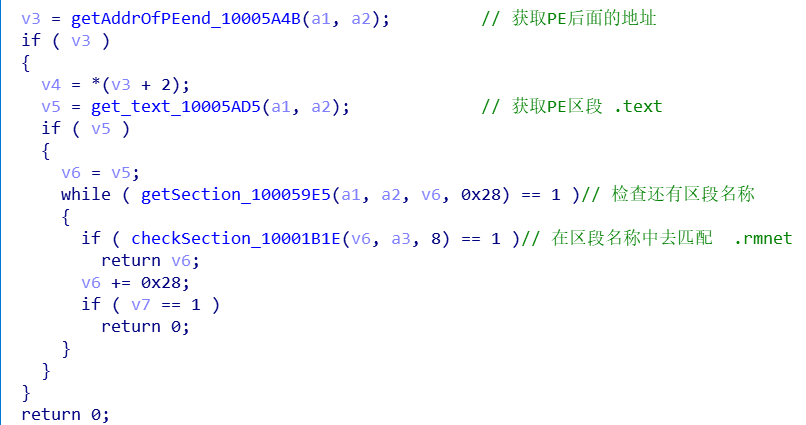 v3 = getAddrOfPEend_10005A4B(a1, a2);         // 获取PE后面的地址
if ( v3 )
{
  v4 = *(v3 + 2);
  v5 = get_text_10005AD5(a1, a2);             // 获取PE区段 .text
  if ( v5 )
  {
    v6 = v5;
    while ( getSection_100059E5(a1, a2, v6, 0x28) == 1 )// 检查还有区段名称
    {
      if ( checkSection_10001B1E(v6, a3, 8) == 1 )// 在区段名称中去匹配  .rmnet
        return v6;
      v6 += 0x28;
      if ( v7 == 1 )
        return 0;
    }
  }
}
return 0;